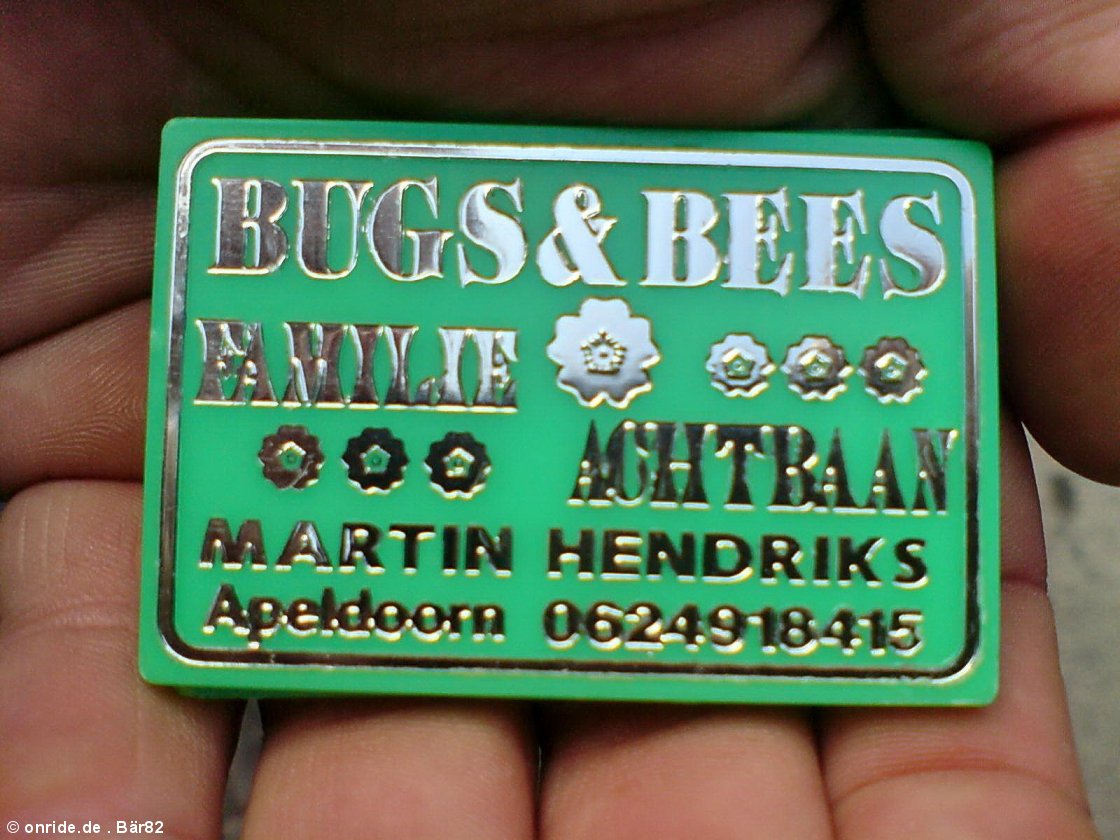 BUGS & BEES
FAMILIE
ACHTBAAN
MARTIN HENDRIKS
Apeldoorn 0624918415
© onride.de . Bär82